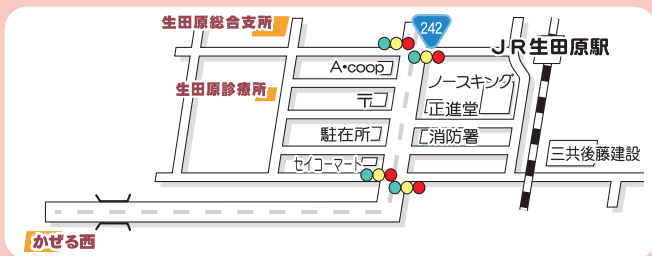 生田原総合支所
242
JR生田原駅
A•coop
ノースキング
生田原診療所
〒
正進堂
駐在所
消防署
三共後藤建設
セイコーマート
かぜる西